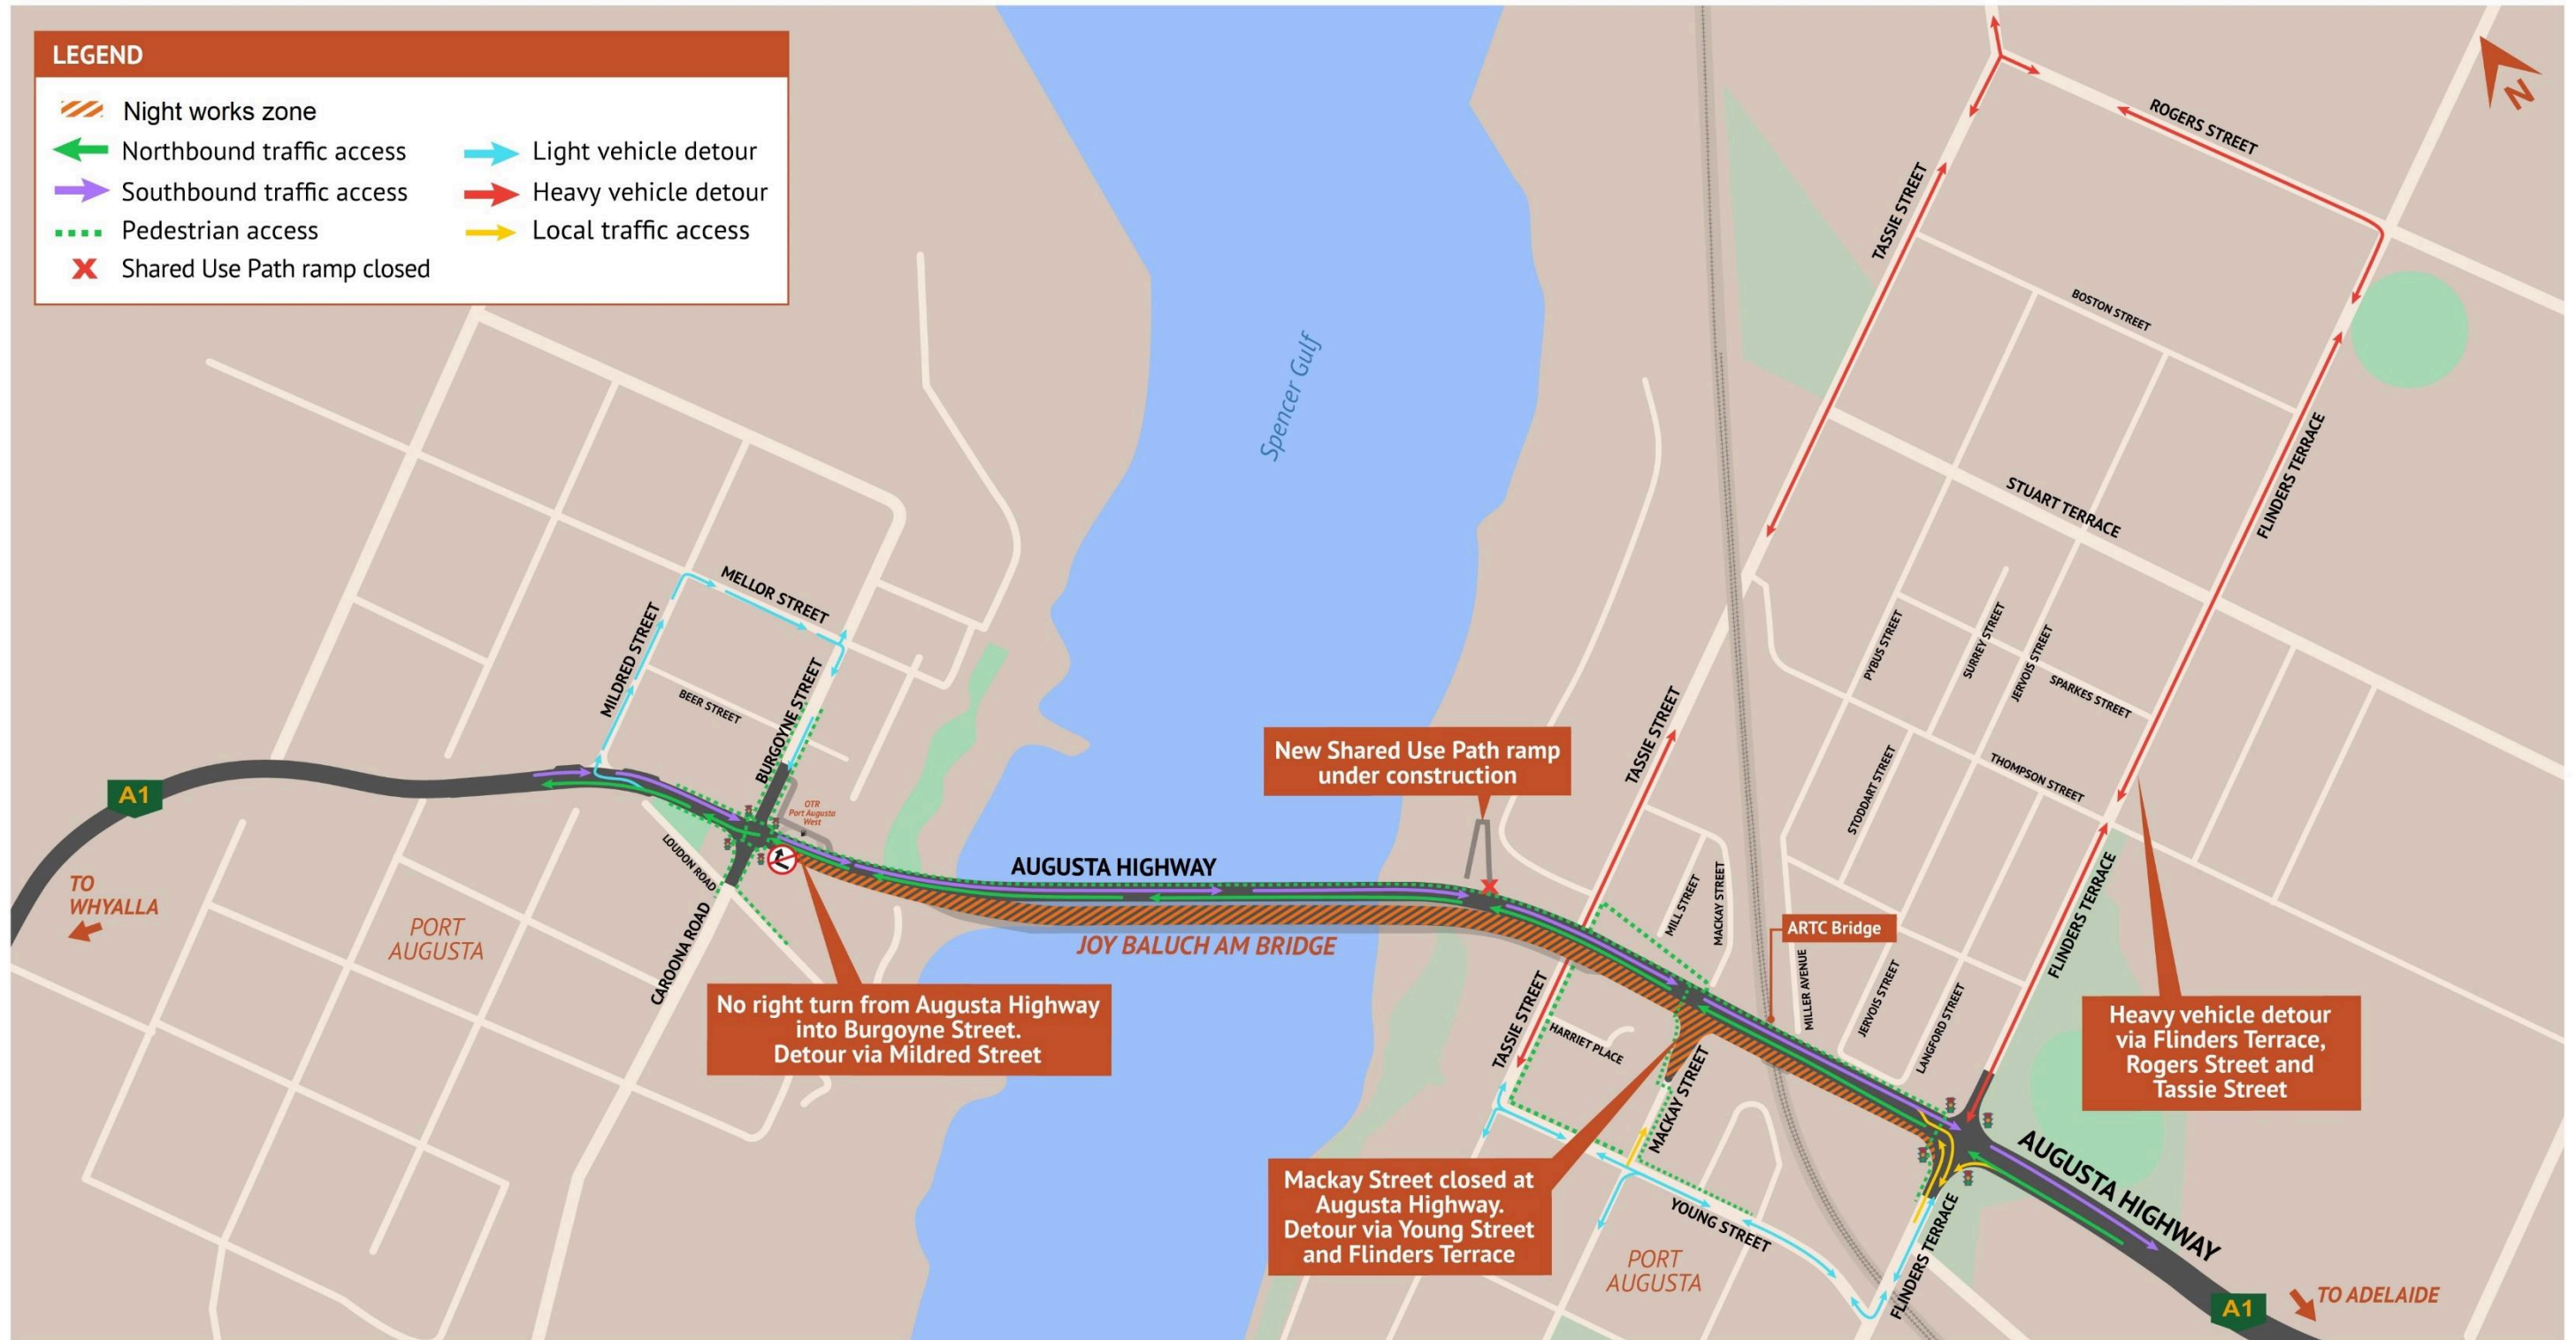 LEGEND
Night works zone
Northbound traffic access
Southbound traffic access
Pedestrian access
Shared Use Path ramp closed
Light vehicle detour
Heavy vehicle detour
Local traffic access
N
ROGERS STREET
TASSIE STREET
BOSTON STREET
FLINDERS TERRACE
STUART TERRACE
Spencer Gulf
MELLOR STREET
MILDRED STREET
BEER STREET
BURGOYNE STREET
PYBUS STREET
SURREY STREET
JERVOIS STREET
SPARKES STREET
STODDART STREET
THOMPSON STREET
TASSIE STREET
New Shared Use Path ramp
under construction
A1
OTR
Port Augusta
West
LOUDON ROAD
AUGUSTA HIGHWAY
MILL STREET
MACKAY STREET
FLINDERS TERRACE
TO
WHYALLA
PORT
AUGUSTA
CAROONA ROAD
JOY BALUCH AM BRIDGE
ARTC Bridge
MILLER AVENUE
JERVOIS STREET
LANGFORD STREET
No right turn from Augusta Highway
into Burgoyne Street.
Detour via Mildred Street
TASSIE STREET
HARRIET PLACE
MACKAY STREET
Heavy vehicle detour
via Flinders Terrace,
Rogers Street and
Tassie Street
Mackay Street closed at
Augusta Highway.
Detour via Young Street
and Flinders Terrace
YOUNG STREET
PORT
AUGUSTA
FLINDERS TERRACE
AUGUSTA HIGHWAY
A1
TO ADELAIDE